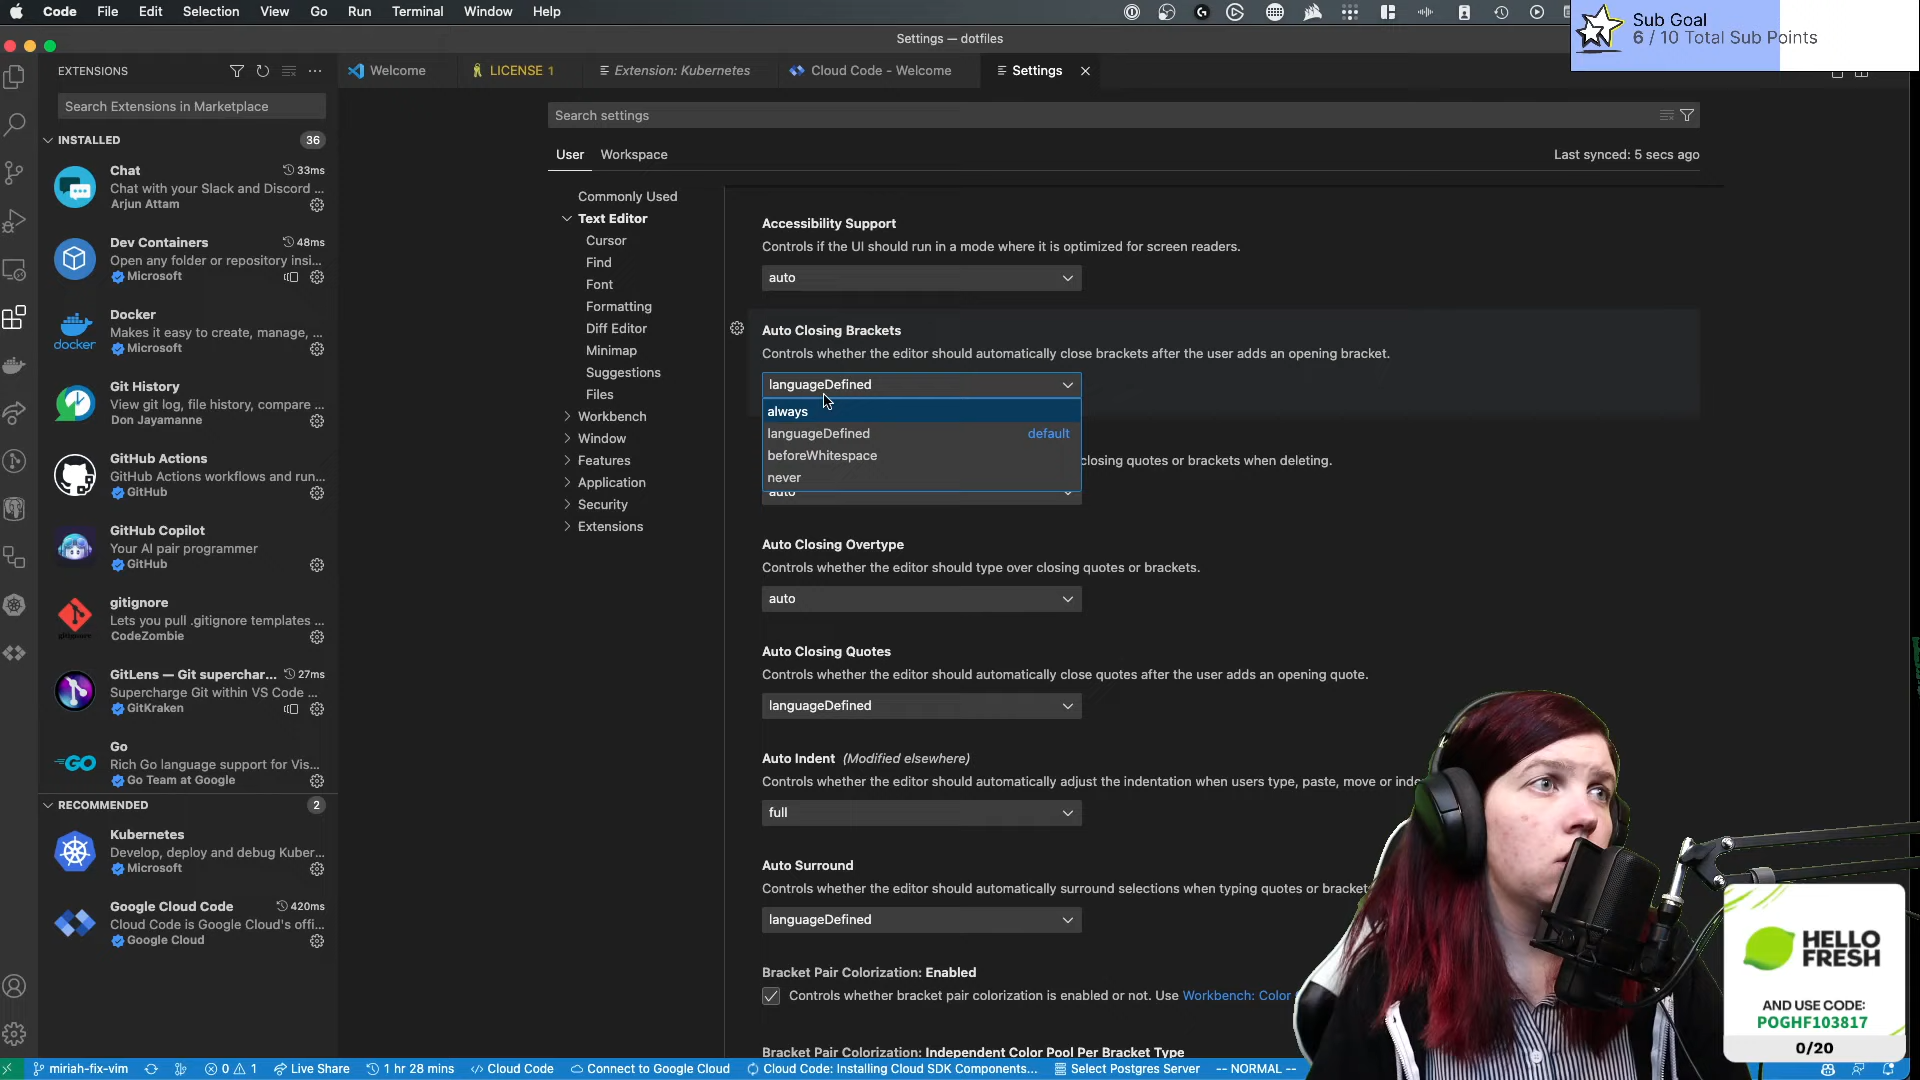 Code File Edit Selection View Go Run Terminal Window Help
Sub Goal
6 / 10 Total Sub Points
Settings — dotfiles
EXTENSIONS
Welcome
LICENSE 1
Extension: Kubernetes
Cloud Code - Welcome
Settings
Search Extensions in Marketplace
Search settings
INSTALLED 36
User Workspace
Last synced: 5 secs ago
Chat 33ms
Chat with your Slack and Discord ...
Arjun Attam
Dev Containers 48ms
Open any folder or repository insi...
Microsoft
Docker
Makes it easy to create, manage, ...
Microsoft
docker
Git History
View git log, file history, compare ...
Don Jayamanne
GitHub Actions
GitHub Actions workflows and run...
GitHub
GitHub Copilot
Your AI pair programmer
GitHub
gitignore
Lets you pull .gitignore templates ...
CodeZombie
gitignore
GitLens — Git superchar... 27ms
Supercharge Git within VS Code ...
GitKraken
Go
Rich Go language support for Vis...
Go Team at Google
GO
RECOMMENDED 2
Kubernetes
Develop, deploy and debug Kuber...
Microsoft
Google Cloud Code 420ms
Cloud Code is Google Cloud's offi...
Google Cloud
Commonly Used
Text Editor
Cursor
Find
Font
Formatting
Diff Editor
Minimap
Suggestions
Files
Workbench
Window
Features
Application
Security
Extensions
Accessibility Support
Controls if the UI should run in a mode where it is optimized for screen readers.
auto
Auto Closing Brackets
Controls whether the editor should automatically close brackets after the user adds an opening bracket.
languageDefined
always
languageDefined default
beforeWhitespace
never
closing quotes or brackets when deleting.
auto
Auto Closing Overtype
Controls whether the editor should type over closing quotes or brackets.
auto
Auto Closing Quotes
Controls whether the editor should automatically close quotes after the user adds an opening quote.
languageDefined
Auto Indent (Modified elsewhere)
Controls whether the editor should automatically adjust the indentation when users type, paste, move or inde
full
Auto Surround
Controls whether the editor should automatically surround selections when typing quotes or bracket
languageDefined
Bracket Pair Colorization: Enabled
Controls whether bracket pair colorization is enabled or not. Use Workbench: Color
Bracket Pair Colorization: Independent Color Pool Per Bracket Type
HELLO
FRESH
AND USE CODE:
POGHF103817
0/20
miriah-fix-vim 0 1 Live Share 1 hr 28 mins Cloud Code Connect to Google Cloud Cloud Code: Installing Cloud SDK Components... Select Postgres Server -- NORMAL --